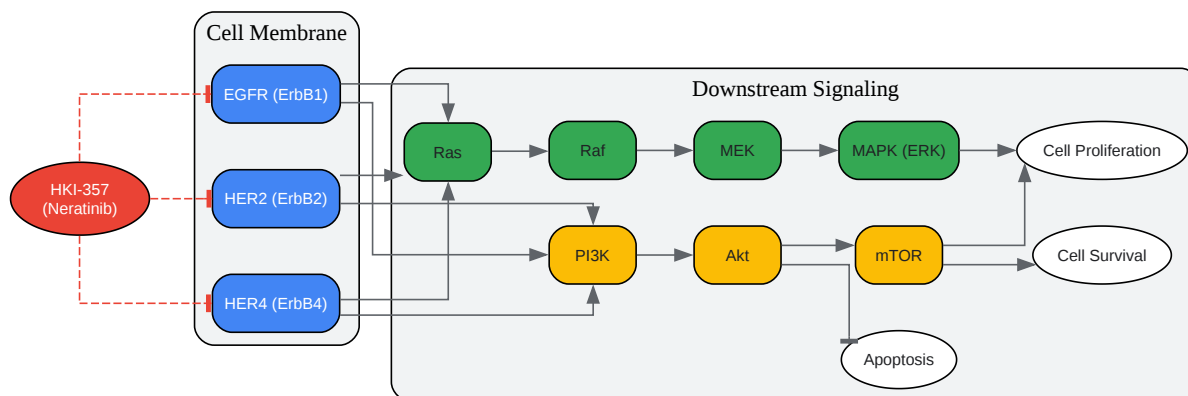 Cell Membrane
Downstream Signaling
EGFR (ErbB1)
HKI-357
(Neratinib)
HER2 (ErbB2)
HER4 (ErbB4)
Ras
Raf
MEK
MAPK (ERK)
Cell Proliferation
PI3K
Akt
mTOR
Cell Survival
Apoptosis